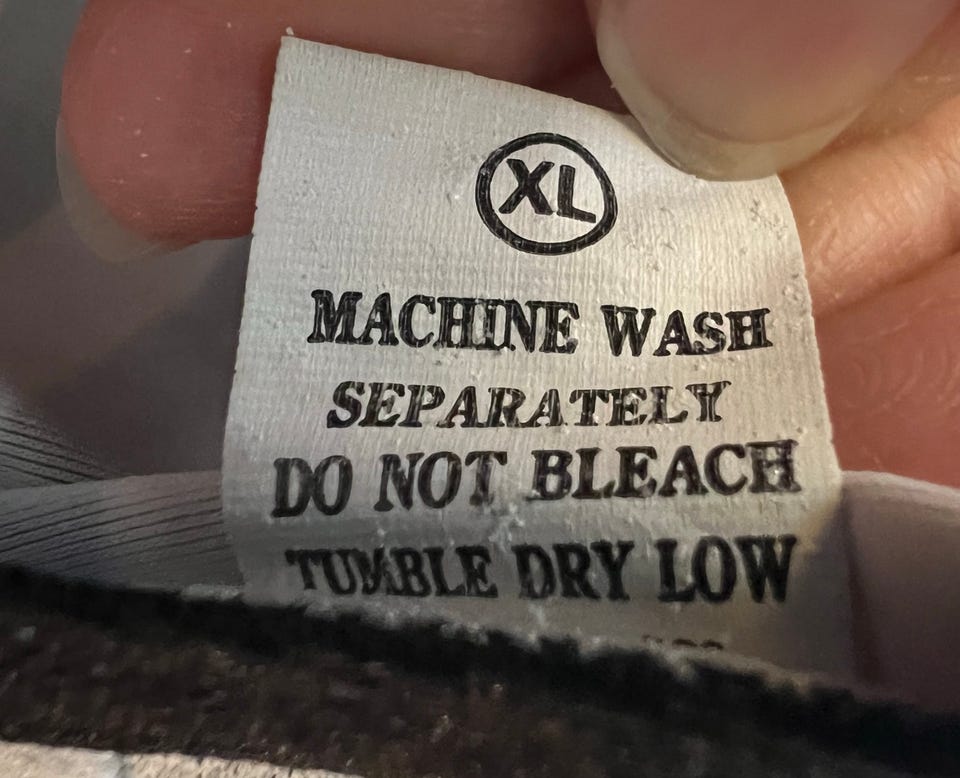 XL
MACHINE WASH
SEPARATELY
DO NOT BLEACH
TUMBLE DRY LOW